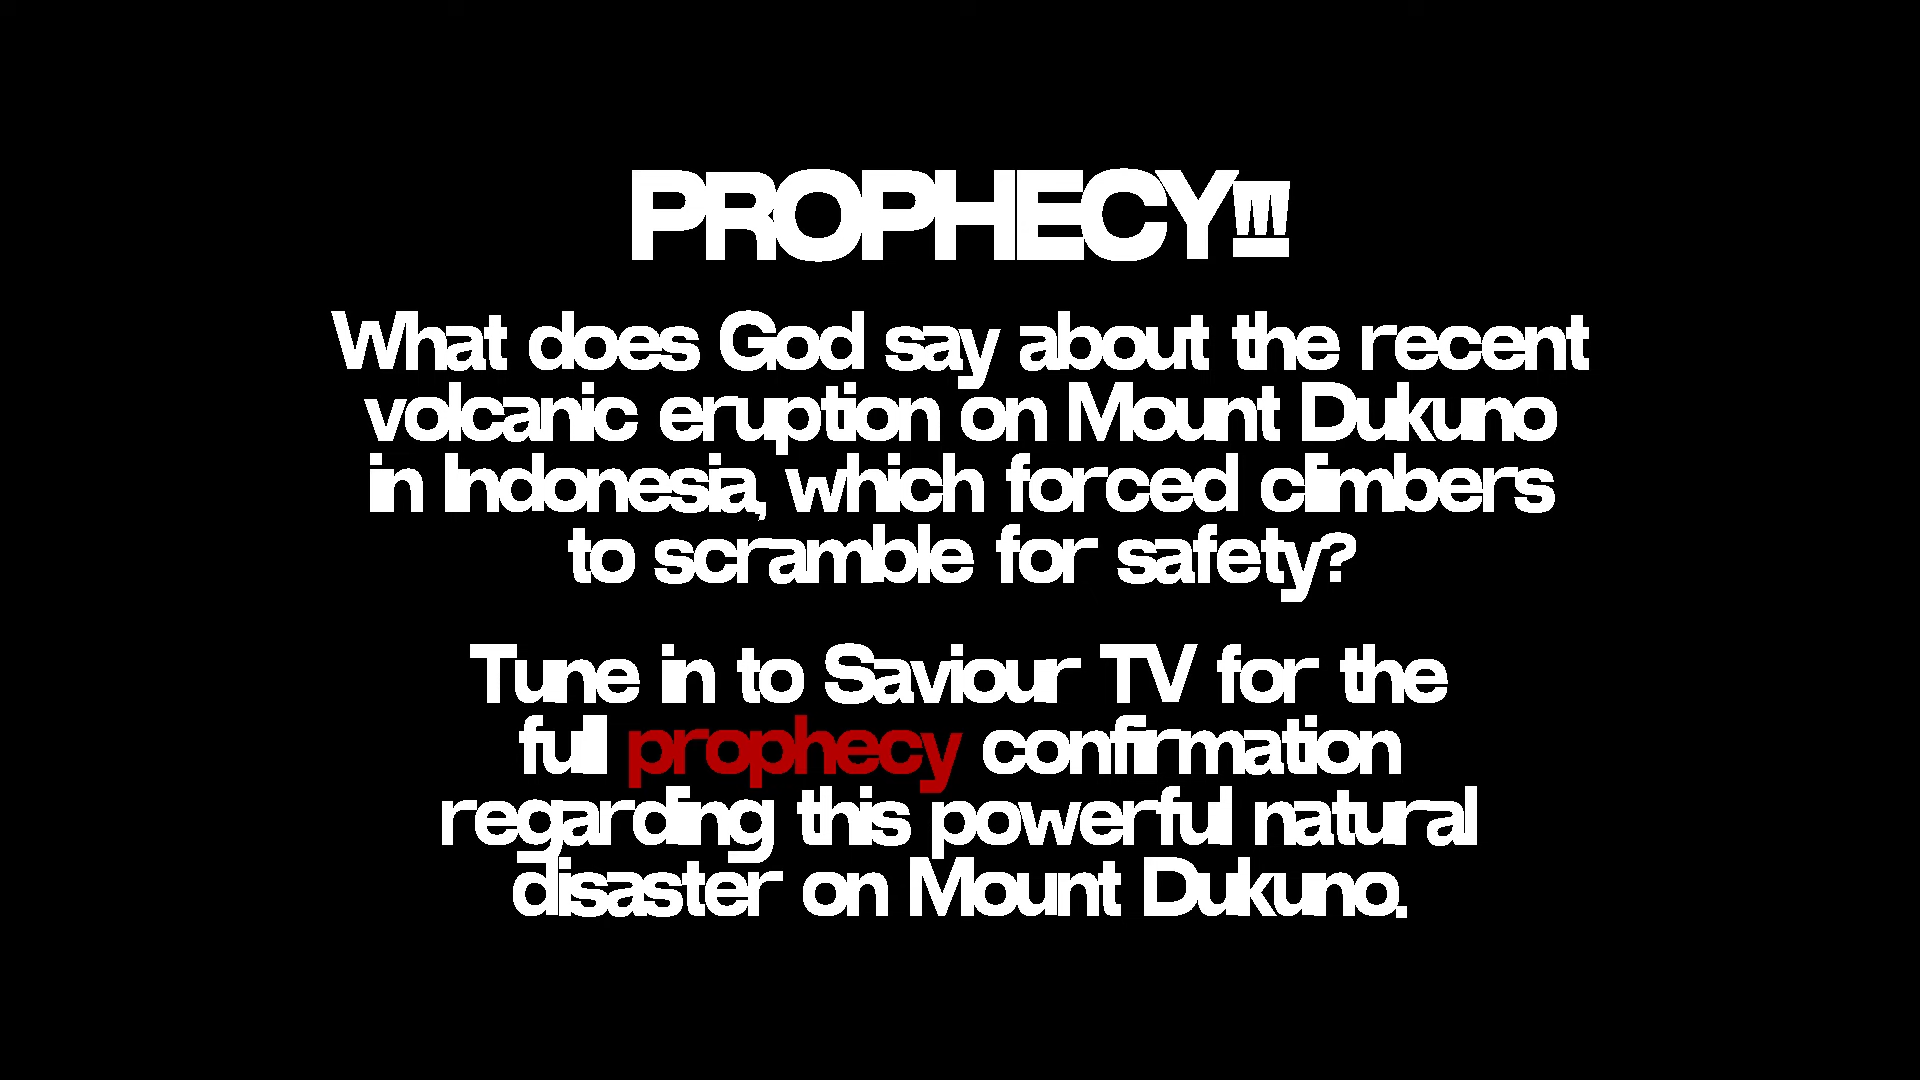 PROPHECY!!!
What does God say about the recent
volcanic eruption on Mount Dukuno
in Indonesia, which forced climbers
to scramble for safety?
Tune in to Saviour TV for the
full prophecy confirmation
regarding this powerful natural
disaster on Mount Dukuno.